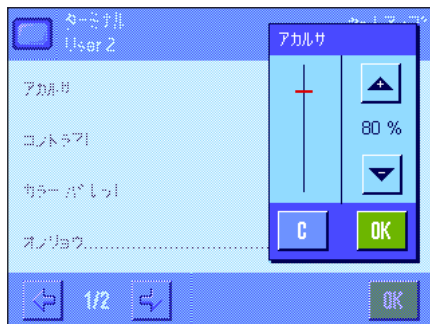 ターミナル
User 2
アカルサ
コントラスト
カラー パレット
オンリョウ
アカルサ
80 %
C
OK
1/2
OK